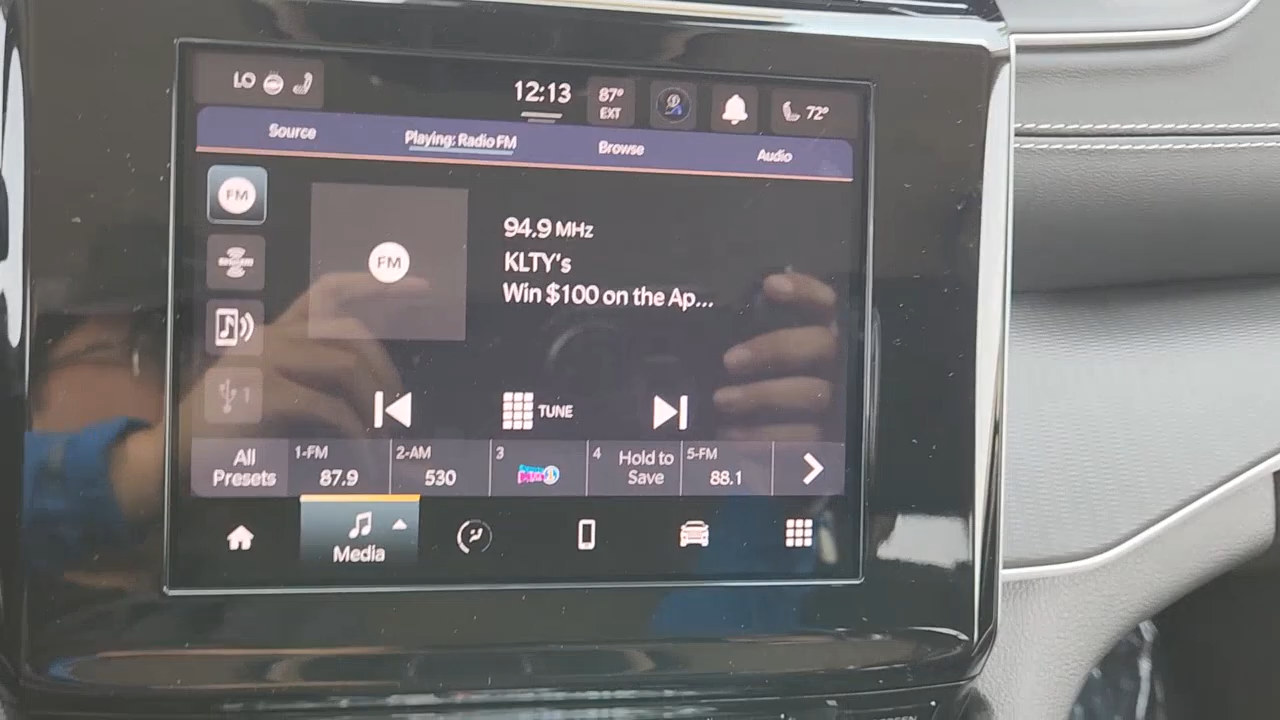 LO
12:13
87°
EXT
72°
Source
Playing: Radio FM
Browse
Audio
FM
FM
94.9 MHz
KLTY's
Win $100 on the Ap...
1
TUNE
All
Presets
1-FM
87.9
2-AM
530
3
4
Hold to
Save
5-FM
88.1
Media